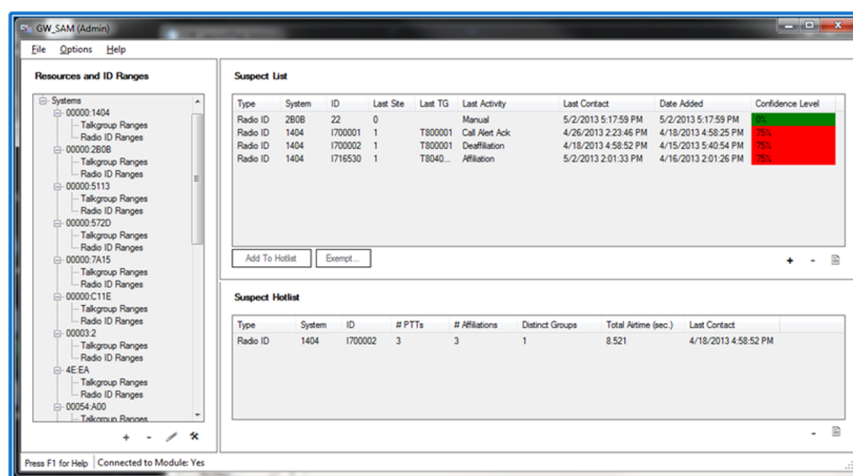 GW_SAM (Admin)
File Options Help
Resources and ID Ranges
Systems
00000:1404
Talkgroup Ranges
Radio ID Ranges
00000:2B0B
Talkgroup Ranges
Radio ID Ranges
00000:5113
Talkgroup Ranges
Radio ID Ranges
00000:572D
Talkgroup Ranges
Radio ID Ranges
00000:7A15
Talkgroup Ranges
Radio ID Ranges
00000:C11E
Talkgroup Ranges
Radio ID Ranges
00003:2
Talkgroup Ranges
Radio ID Ranges
4E:EA
Talkgroup Ranges
Radio ID Ranges
00054:A00
Talkgroup Ranges
+ -
Suspect List
Type System ID Last Site Last TG Last Activity Last Contact Date Added Confidence Level
Radio ID 2B0B 22 0 Manual 5/2/2013 5:17:59 PM 5/2/2013 5:17:59 PM 0%
Radio ID 1404 I700001 1 T800001 Call Alert Ack 4/26/2013 2:23:46 PM 4/18/2013 4:58:25 PM 75%
Radio ID 1404 I700002 1 T800001 Deaffiliation 4/18/2013 4:58:52 PM 4/15/2013 5:40:54 PM 75%
Radio ID 1404 I716530 1 T8040... Affiliation 5/2/2013 2:01:33 PM 4/16/2013 2:01:26 PM 75%
Add To Hotlist Exempt... + -
Suspect Hotlist
Type System ID # PTTs # Affiliations Distinct Groups Total Airtime (sec.) Last Contact
Radio ID 1404 I700002 3 3 1 8.521 4/18/2013 4:58:52 PM
-
Press F1 for Help Connected to Module: Yes